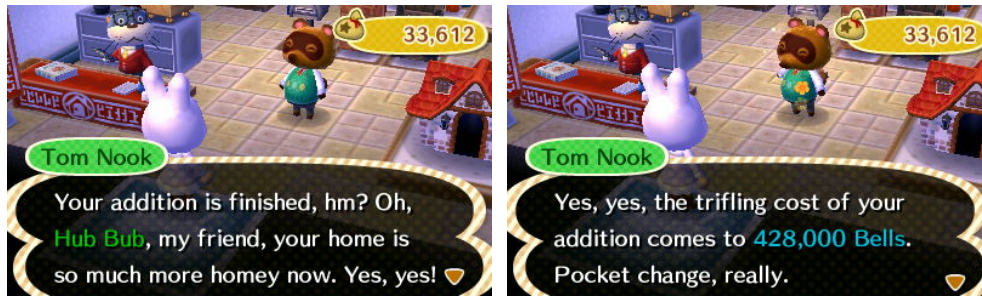 33,612
Tom Nook
Your addition is finished, hm? Oh,
Hub Bub, my friend, your home is
so much more homey now. Yes, yes!
33,612
Tom Nook
Yes, yes, the trifling cost of your
addition comes to 428,000 Bells.
Pocket change, really.